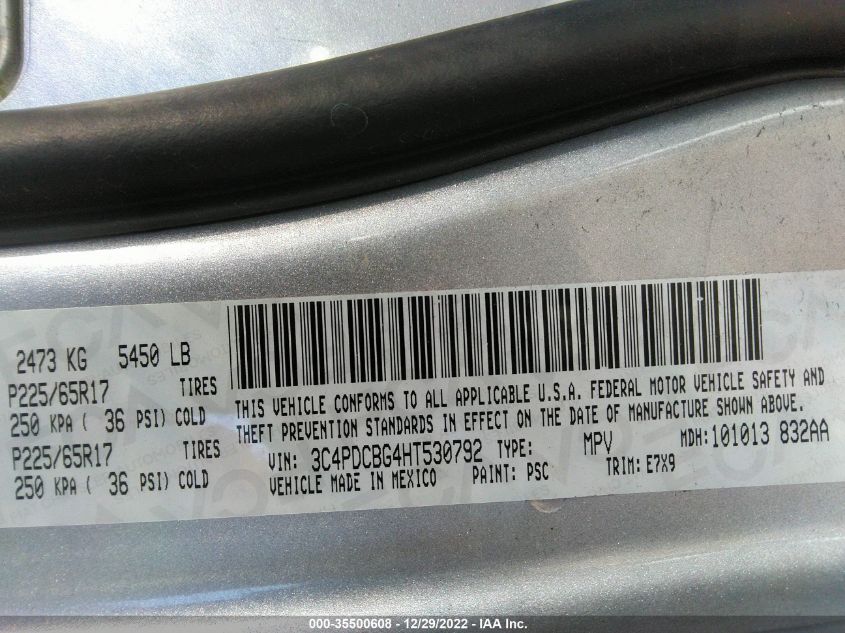 2473 KG 5450 LB
P225/65R17 TIRES
250 KPA ( 36 PSI) COLD
P225/65R17 TIRES
250 KPA ( 36 PSI) COLD
THIS VEHICLE CONFORMS TO ALL APPLICABLE U.S.A. FEDERAL MOTOR VEHICLE SAFETY AND
THEFT PREVENTION STANDARDS IN EFFECT ON THE DATE OF MANUFACTURE SHOWN ABOVE.
VIN: 3C4PDCBG4HT530792 TYPE: MPV MDH: 101013 832AA
VEHICLE MADE IN MEXICO PAINT: PSC TRIM: E7X9
000-35500608 - 12/29/2022 - IAA Inc.